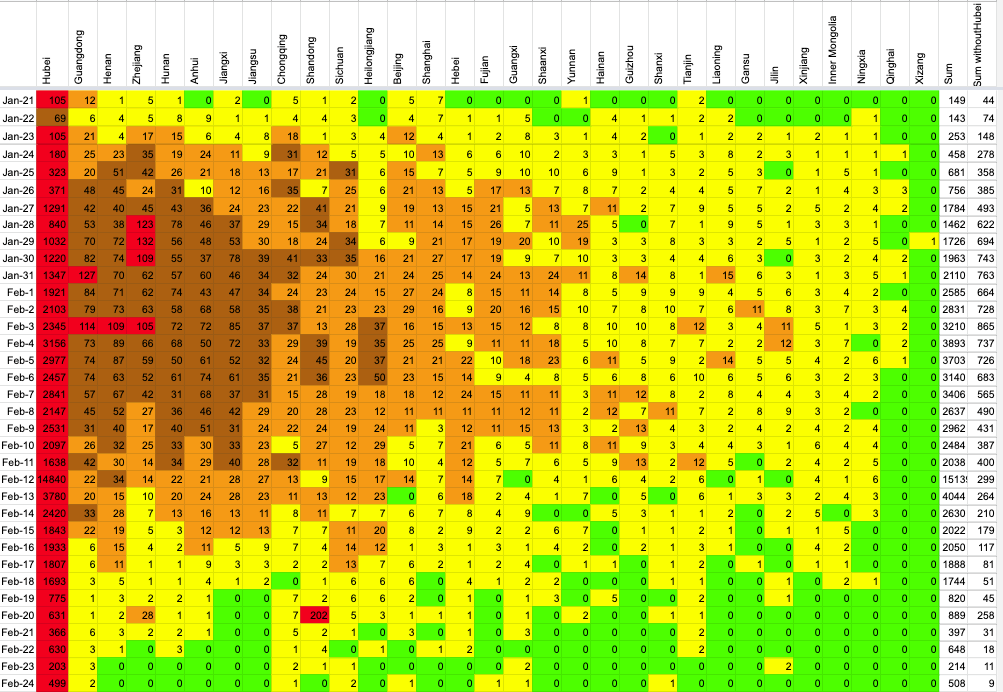 Hubei Guangdong Henan Zhejiang Hunan Anhui Jiangxi Jiangsu Chongqing Shandong Sichuan Heilongjiang Beijing Shanghai Hebei Fujian Guangxi Shaanxi Yunnan Hainan Guizhou Shanxi Tianjin Liaoning Gansu Jilin Xinjiang Inner Mongolia Ningxia Qinghai Xizang Sum Sum withoutHubei
Jan-21 105 12 1 5 1 0 2 0 5 1 2 0 5 7 0 0 0 0 1 0 0 0 2 0 0 0 0 0 0 0 0 149 44
Jan-22 69 6 4 5 8 9 1 1 4 4 3 0 4 7 1 1 5 0 0 4 1 1 2 2 0 0 0 0 1 0 0 143 74
Jan-23 105 21 4 17 15 6 4 8 18 1 3 4 12 4 1 2 8 3 1 4 2 0 1 2 1 2 1 1 0 0 253 148
Jan-24 180 25 23 35 19 24 11 9 31 12 5 5 10 13 6 6 21 2 3 3 1 5 3 8 2 3 1 1 1 1 0 458 278
Jan-25 323 20 51 42 26 21 18 13 17 21 31 6 15 7 5 9 10 10 6 9 1 3 2 5 3 0 1 5 1 0 681 358
Jan-26 371 48 45 24 31 10 12 16 35 7 25 6 21 13 5 17 13 7 8 7 2 4 4 5 7 2 1 4 3 3 0 756 385
Jan-27 1291 42 40 45 43 36 24 23 22 41 21 9 19 13 15 21 5 13 7 11 2 7 9 5 5 2 5 2 4 2 0 1784 493
Jan-28 840 53 38 123 78 46 37 29 15 34 18 7 11 14 15 26 7 11 25 5 0 7 1 2 5 1 3 3 1 0 0 1462 622
Jan-29 1032 70 72 132 56 48 53 30 18 24 34 6 9 21 17 19 20 10 19 3 3 8 3 3 2 5 1 2 5 0 1 1726 694
Jan-30 1220 82 74 109 55 37 78 39 41 33 35 16 21 27 17 19 9 7 10 3 3 4 4 6 3 0 3 2 4 2 0 1963 743
Jan-31 1347 127 70 62 57 60 46 34 32 24 30 21 24 25 14 24 13 24 11 8 14 8 1 15 6 3 1 3 5 1 0 2110 763
Feb-1 1921 84 71 62 74 43 47 34 24 23 24 15 27 24 8 15 11 14 8 5 9 9 9 4 5 6 3 4 2 0 0 2585 664
Feb-2 2103 79 73 63 58 68 58 35 38 21 23 23 29 16 9 20 16 15 10 7 8 10 7 6 8 11 8 3 7 3 4 0 2831 728
Feb-3 2345 114 109 105 72 72 85 37 37 13 28 37 16 15 13 15 12 8 8 10 10 8 12 3 4 11 5 1 3 2 0 3210 865
Feb-4 3156 73 89 66 68 50 72 33 24 39 19 35 25 25 9 11 11 18 5 10 8 7 7 2 8 12 3 7 0 2 0 3893 737
Feb-5 2977 74 87 59 50 61 52 32 24 45 20 37 21 21 22 10 18 23 6 11 5 9 2 14 5 5 4 2 6 1 0 3703 726
Feb-6 2457 74 63 52 61 74 61 35 21 36 23 50 23 15 14 9 4 8 5 6 8 6 10 6 5 6 3 2 3 0 0 3140 683
Feb-7 2841 57 67 42 31 68 37 31 15 28 19 18 18 12 24 15 11 11 3 11 12 8 2 8 4 4 3 4 2 0 0 3406 565
Feb-8 2147 45 52 27 36 46 42 29 20 28 23 12 11 11 11 12 11 8 2 12 7 11 7 2 8 9 3 2 4 0 0 2637 490
Feb-9 2531 31 40 17 40 51 31 24 22 24 19 24 11 3 12 11 15 13 3 2 13 4 4 2 8 2 4 4 2 0 0 2962 431
Feb-10 2097 26 32 25 33 30 33 23 5 27 12 29 5 7 21 6 5 11 8 11 9 3 4 4 3 1 6 4 4 0 0 2484 387
Feb-11 1638 42 30 14 34 29 40 28 32 11 19 18 10 4 12 5 7 6 5 9 13 2 12 5 0 2 4 2 5 0 0 2038 400
Feb-12 14840 22 34 14 22 21 28 27 13 9 15 17 14 7 14 7 0 4 1 6 4 2 6 0 1 0 4 1 6 0 0 1513 299
Feb-13 3780 20 15 10 20 24 28 23 11 13 12 23 0 6 18 2 4 1 7 0 5 0 6 1 3 3 2 4 3 0 0 4044 264
Feb-14 2420 33 28 7 13 16 13 11 8 11 7 7 6 7 8 4 9 0 0 5 3 1 1 2 1 2 5 0 3 0 0 2630 210
Feb-15 1843 22 19 5 3 12 12 13 7 7 11 20 8 2 9 2 2 6 7 0 1 1 2 1 0 1 5 0 0 0 179
Feb-16 1933 6 15 4 2 11 5 9 7 4 14 12 1 3 1 2 5 4 2 0 2 1 3 1 0 0 4 2 0 0 0 2050 117
Feb-17 1807 6 11 1 1 9 3 3 2 2 13 7 6 2 1 2 4 0 1 1 1 2 0 1 0 1 1 0 0 0 1888 81
Feb-18 1693 3 5 1 1 4 1 2 0 1 6 6 6 0 4 1 2 2 0 0 0 1 2 0 0 1 0 2 1 0 0 1744 51
Feb-19 775 1 3 2 2 1 0 0 7 2 6 6 2 0 1 0 1 3 0 5 0 0 2 0 0 1 0 0 0 0 0 820 45
Feb-20 631 1 2 28 1 1 0 0 7 202 5 3 1 1 1 0 1 0 2 0 0 1 1 0 0 0 0 0 0 0 0 889 258
Feb-21 366 6 3 2 2 1 0 0 5 2 1 0 3 0 1 0 3 0 0 0 0 0 2 0 0 0 0 0 0 0 0 397 31
Feb-22 630 3 1 0 3 0 0 0 1 4 0 1 0 1 2 0 0 0 0 0 0 0 2 0 0 0 0 0 0 0 0 648 18
Feb-23 203 3 0 0 0 0 0 0 2 1 1 0 0 0 0 0 2 0 0 0 0 0 0 0 0 2 0 0 0 0 0 214 11
Feb-24 499 2 0 0 0 0 0 0 1 0 2 0 1 0 0 1 1 0 0 0 0 1 0 0 0 0 0 0 0 0 0 508 9